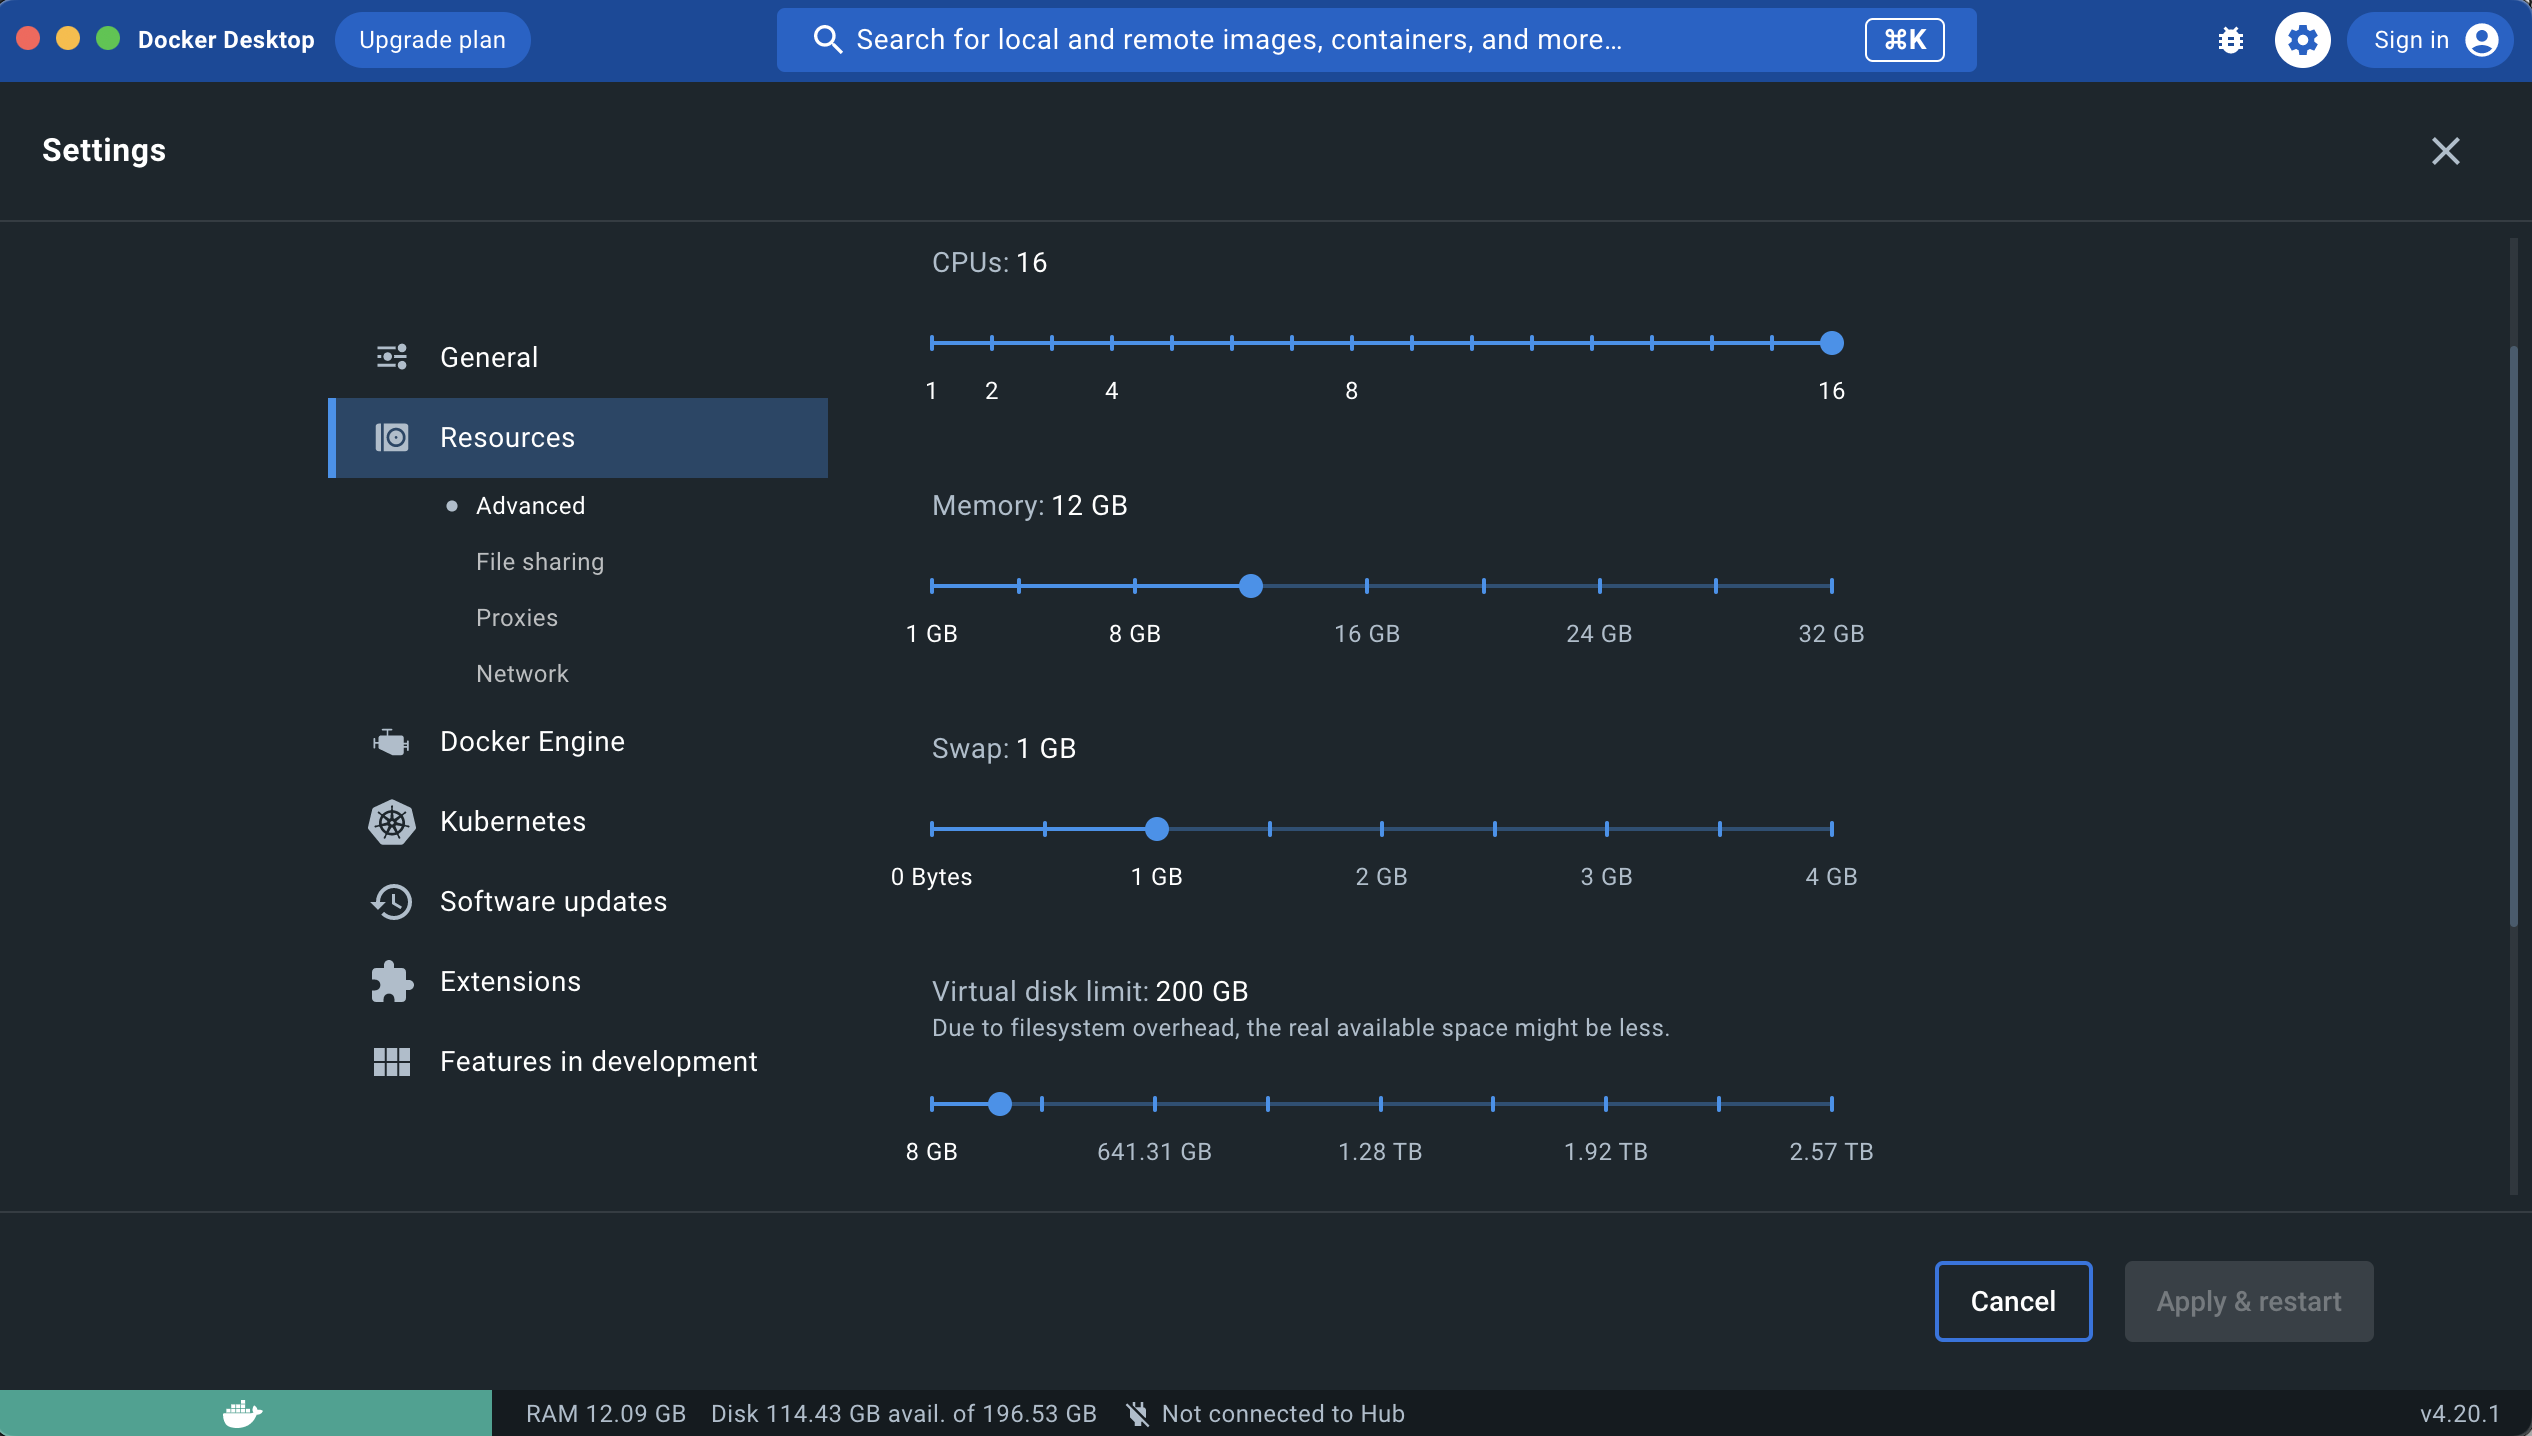 Docker Desktop Upgrade plan Search for local and remote images, containers, and more... ⌘K Sign in
Settings
General
Resources
Advanced
File sharing
Proxies
Network
Docker Engine
Kubernetes
Software updates
Extensions
Features in development
CPUs: 16
1 2 4 8 16
Memory: 12 GB
1 GB 8 GB 16 GB 24 GB 32 GB
Swap: 1 GB
0 Bytes 1 GB 2 GB 3 GB 4 GB
Virtual disk limit: 200 GB
Due to filesystem overhead, the real available space might be less.
8 GB 641.31 GB 1.28 TB 1.92 TB 2.57 TB
Cancel Apply & restart
RAM 12.09 GB Disk 114.43 GB avail. of 196.53 GB Not connected to Hub v4.20.1